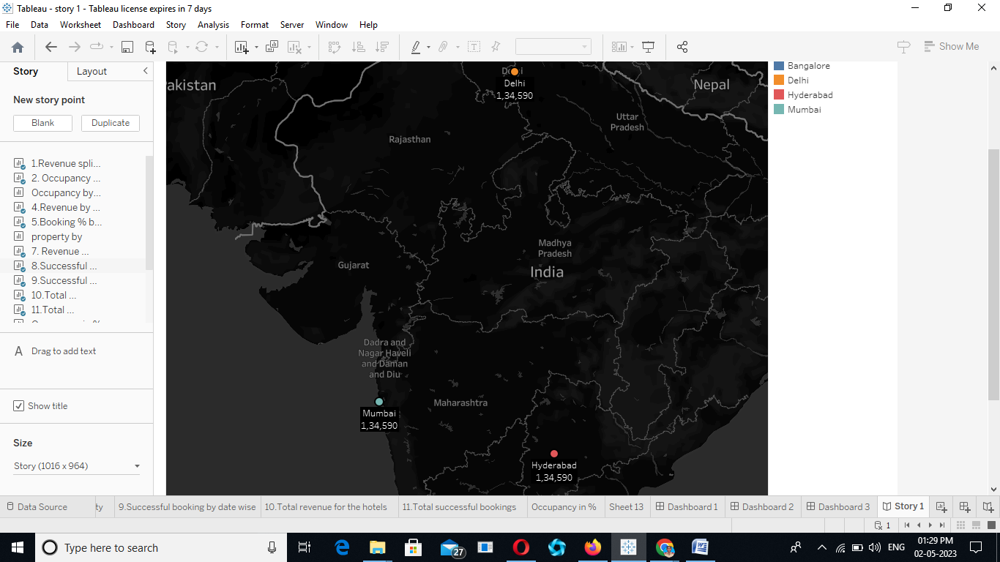 Tableau - story 1 - Tableau license expires in 7 days
File Data Worksheet Dashboard Story Analysis Format Server Window Help
Show Me
Story Layout
New story point
Blank Duplicate
1.Revenue spli...
2. Occupancy ...
Occupancy by...
4.Revenue by ...
5.Booking % b...
property by
7. Revenue ...
8.Successful ...
9.Successful ...
10.Total ...
11.Total ...
A Drag to add text
Show title
Size
Story (1016 x 964)
akistan
Delhi
1,34,590
Nepal
Uttar
Pradesh
Rajasthan
Madhya
Pradesh
India
Gujarat
Dadra and
Nagar Haveli
and Daman
and Diu
Maharashtra
Mumbai
1,34,590
Hyderabad
1,34,590
Bangalore
Delhi
Hyderabad
Mumbai
Data Source ty 9.Successful booking by date wise 10.Total revenue for the hotels 11.Total successful bookings Occupancy in % Sheet 13 Dashboard 1 Dashboard 2 Dashboard 3 Story 1
1
Type here to search
27
ENG
01:29 PM
02-05-2023